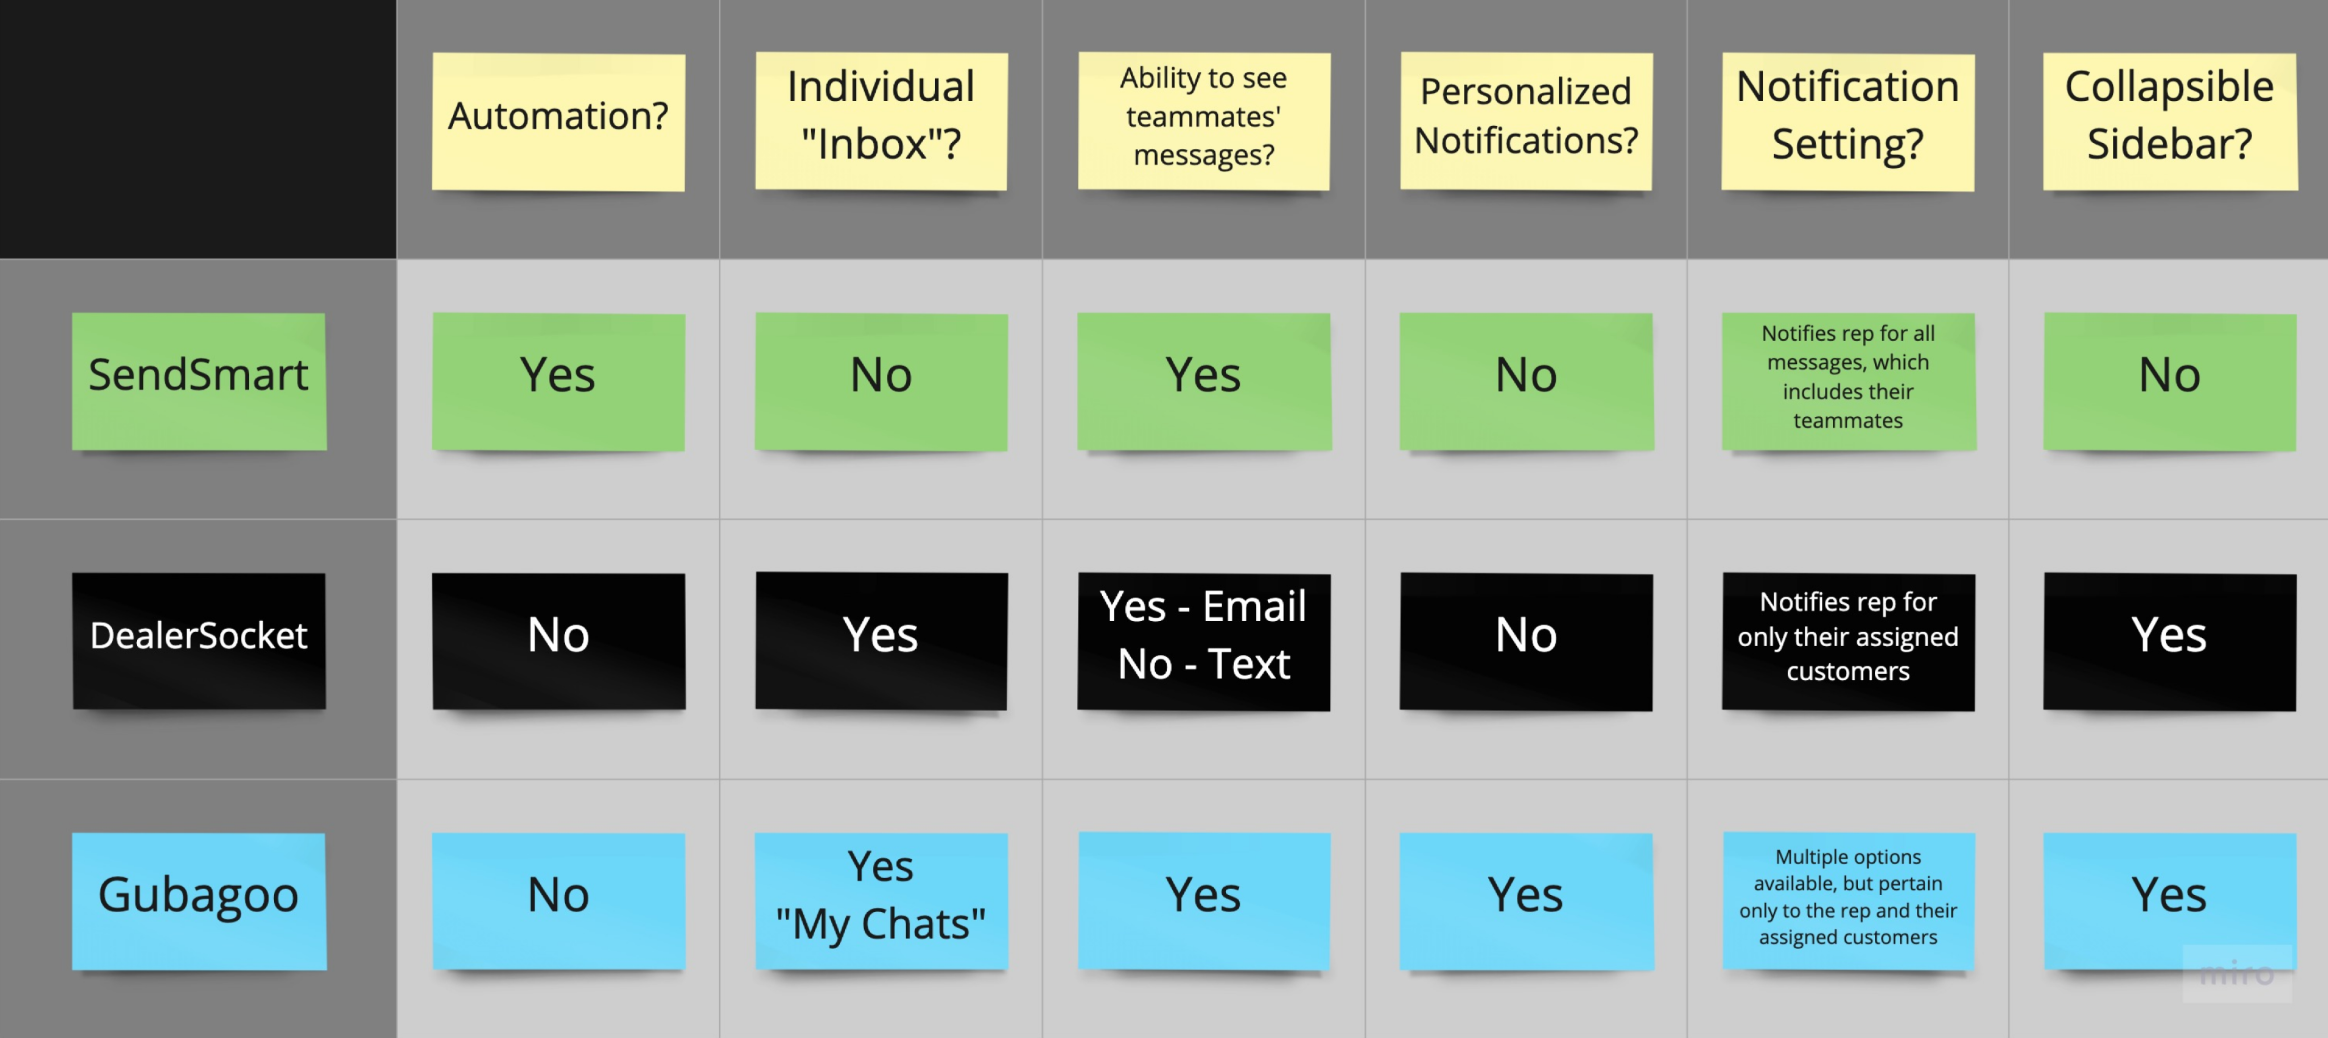 Automation?
Individual
"Inbox"?
Ability to see
teammates'
messages?
Personalized
Notifications?
Notification
Setting?
Collapsible
Sidebar?
SendSmart
Yes
No
Yes
No
Notifies rep for all
messages, which
includes their
teammates
No
DealerSocket
No
Yes
Yes - Email
No - Text
No
Notifies rep for
only their assigned
customers
Yes
Gubagoo
No
Yes
"My Chats"
Yes
Yes
Multiple options
available, but pertain
only to the rep and their
assigned customers
Yes
miro